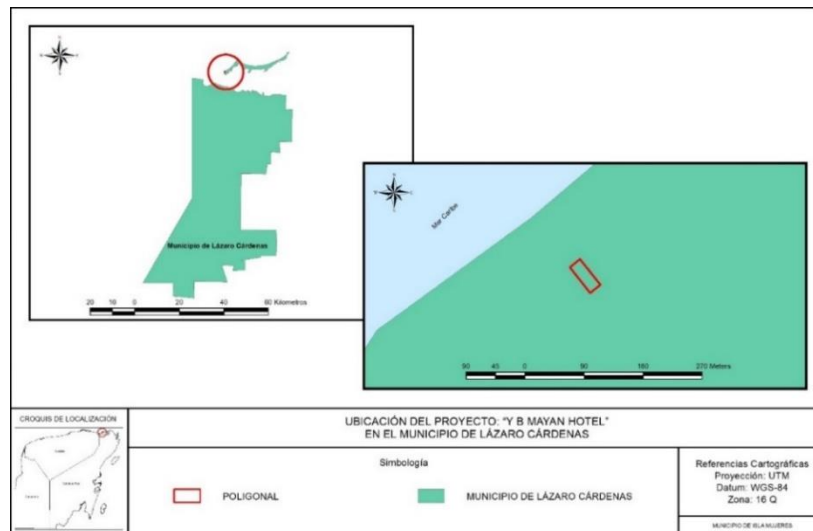 Municipio de Lázaro Cárdenas
20 10 0 20 40 60 Kilometros
Mar Caribe
90 45 0 90 180 270 Meters
CROQUIS DE LOCALIZACIÓN
UBICACIÓN DEL PROYECTO: "Y B MAYAN HOTEL"
EN EL MUNICIPIO DE LÁZARO CÁRDENAS
Simbología
POLIGONAL
MUNICIPIO DE LÁZARO CÁRDENAS
Referencias Cartográficas
Proyección: UTM
Datum: WGS-84
Zona: 16 Q
MUNICIPIO DE ISLA MUJERES